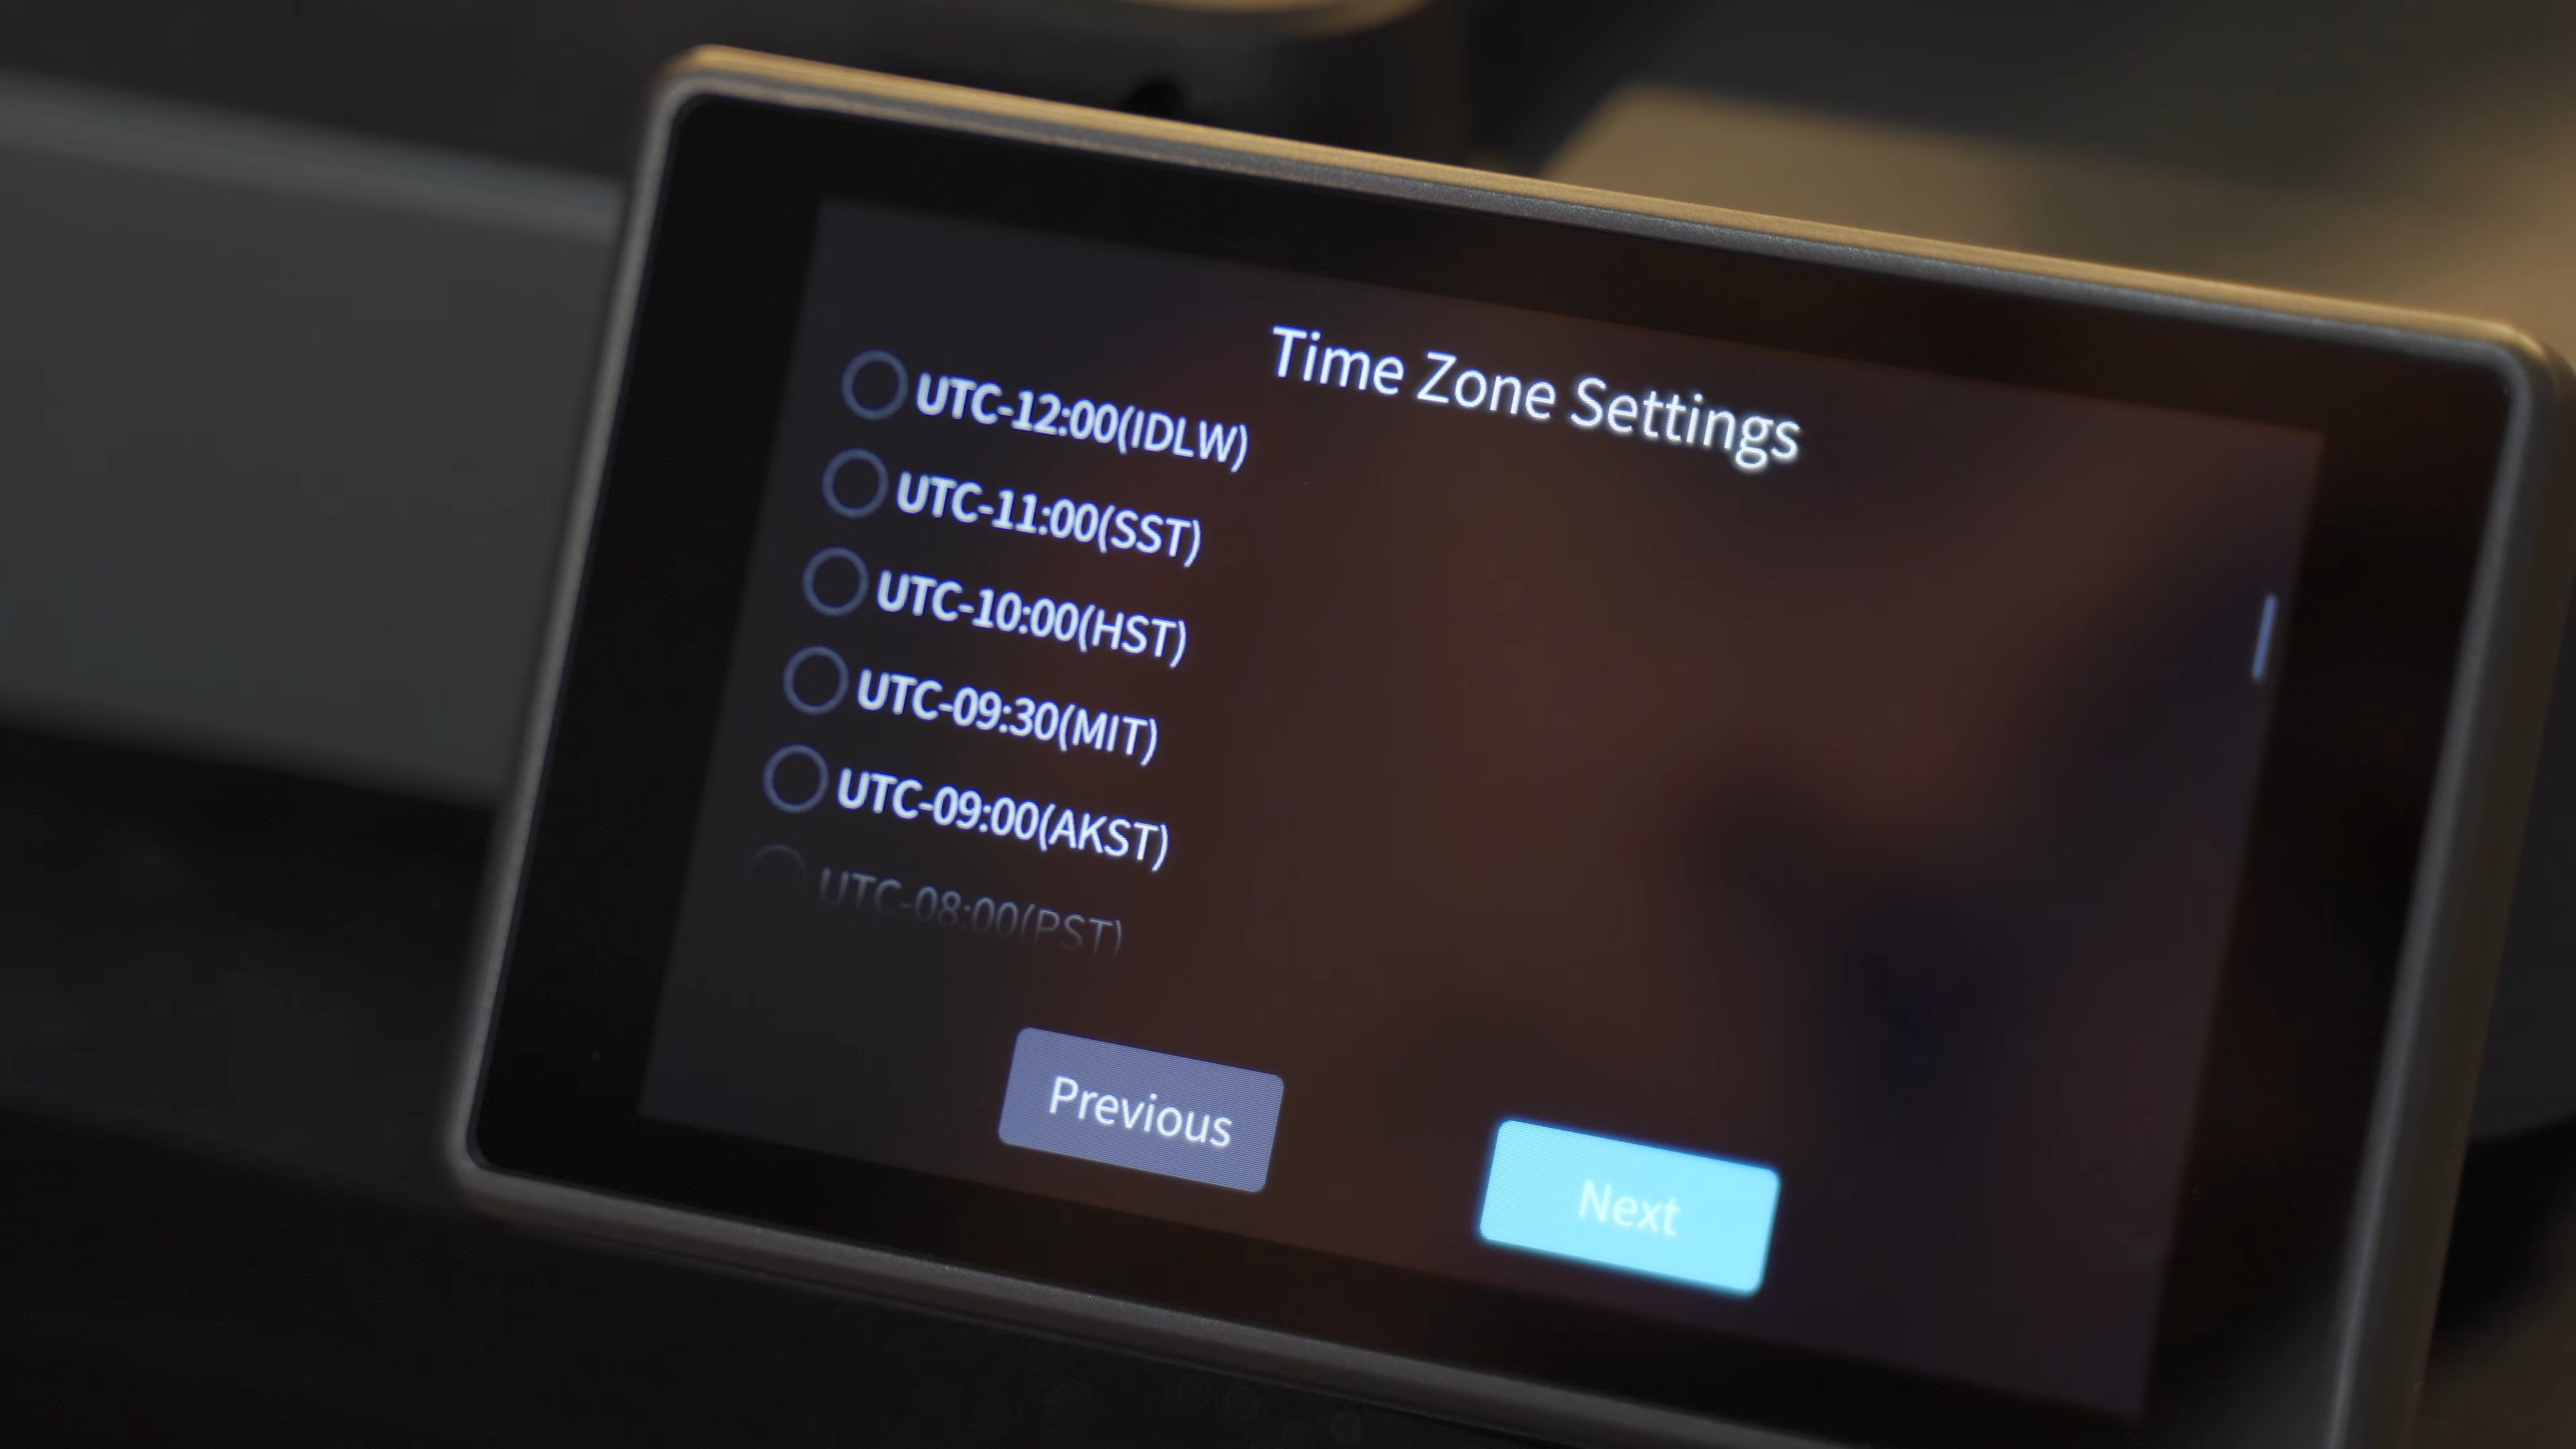 Time Zone Settings
UTC-12:00(IDLW)
UTC-11:00(SST)
UTC-10:00(HST)
UTC-09:30(MIT)
UTC-09:00(AKST)
UTC-08:00(PST)
Previous
Next